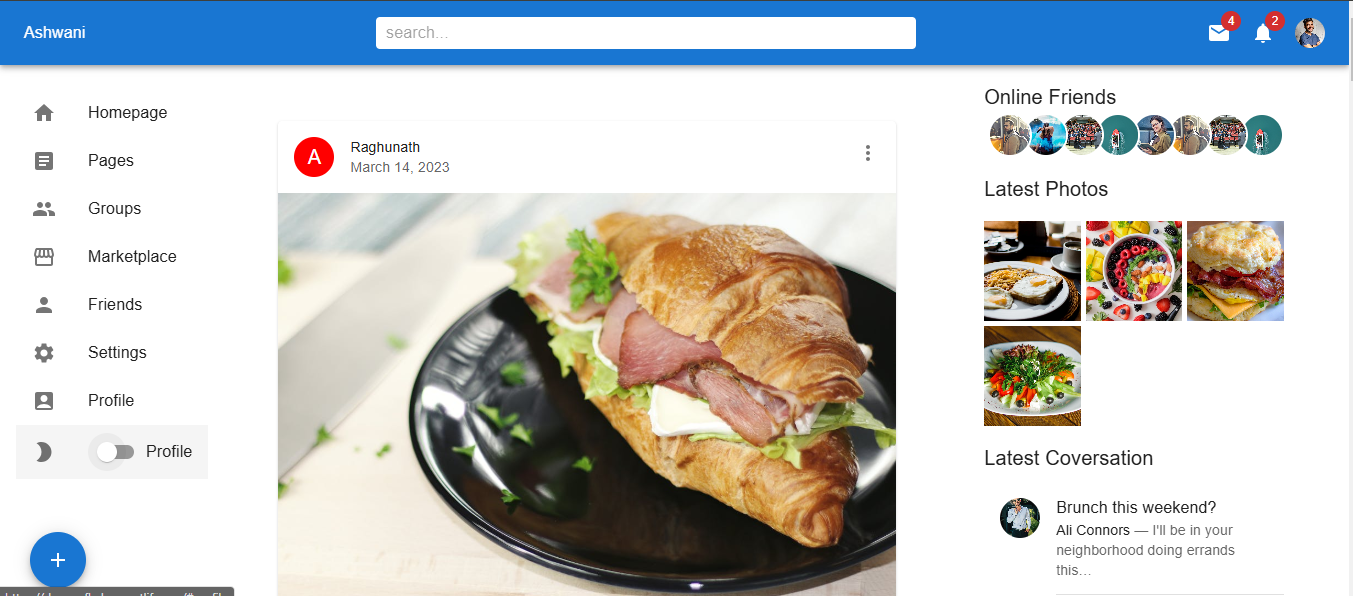 Ashwani
search...
4
2
Homepage
Pages
Groups
Marketplace
Friends
Settings
Profile
Profile
A
Raghunath
March 14, 2023
Online Friends
Latest Photos
Latest Coversation
Brunch this weekend?
Ali Connors — I'll be in your
neighborhood doing errands
this…